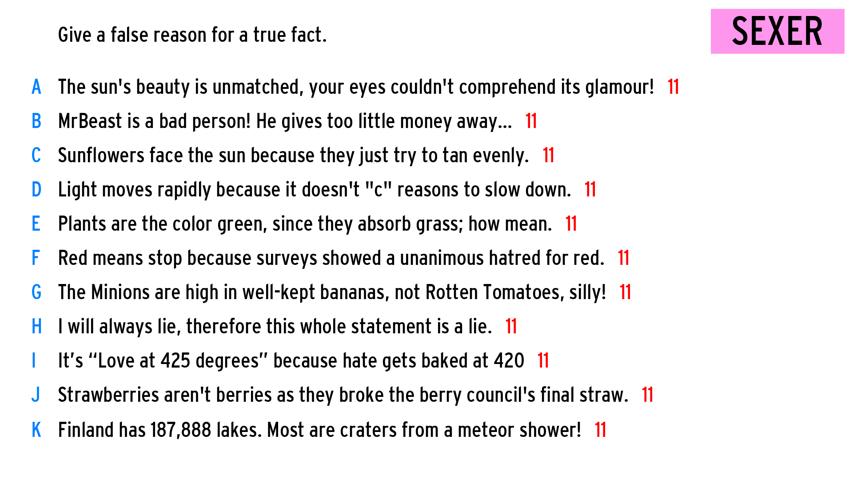 Give a false reason for a true fact.
SEXER
A The sun's beauty is unmatched, your eyes couldn't comprehend its glamour! 11
B MrBeast is a bad person! He gives too little money away... 11
C Sunflowers face the sun because they just try to tan evenly. 11
D Light moves rapidly because it doesn't "c" reasons to slow down. 11
E Plants are the color green, since they absorb grass; how mean. 11
F Red means stop because surveys showed a unanimous hatred for red. 11
G The Minions are high in well-kept bananas, not Rotten Tomatoes, silly! 11
H I will always lie, therefore this whole statement is a lie. 11
I It’s “Love at 425 degrees” because hate gets baked at 420 11
J Strawberries aren't berries as they broke the berry council's final straw. 11
K Finland has 187,888 lakes. Most are craters from a meteor shower! 11